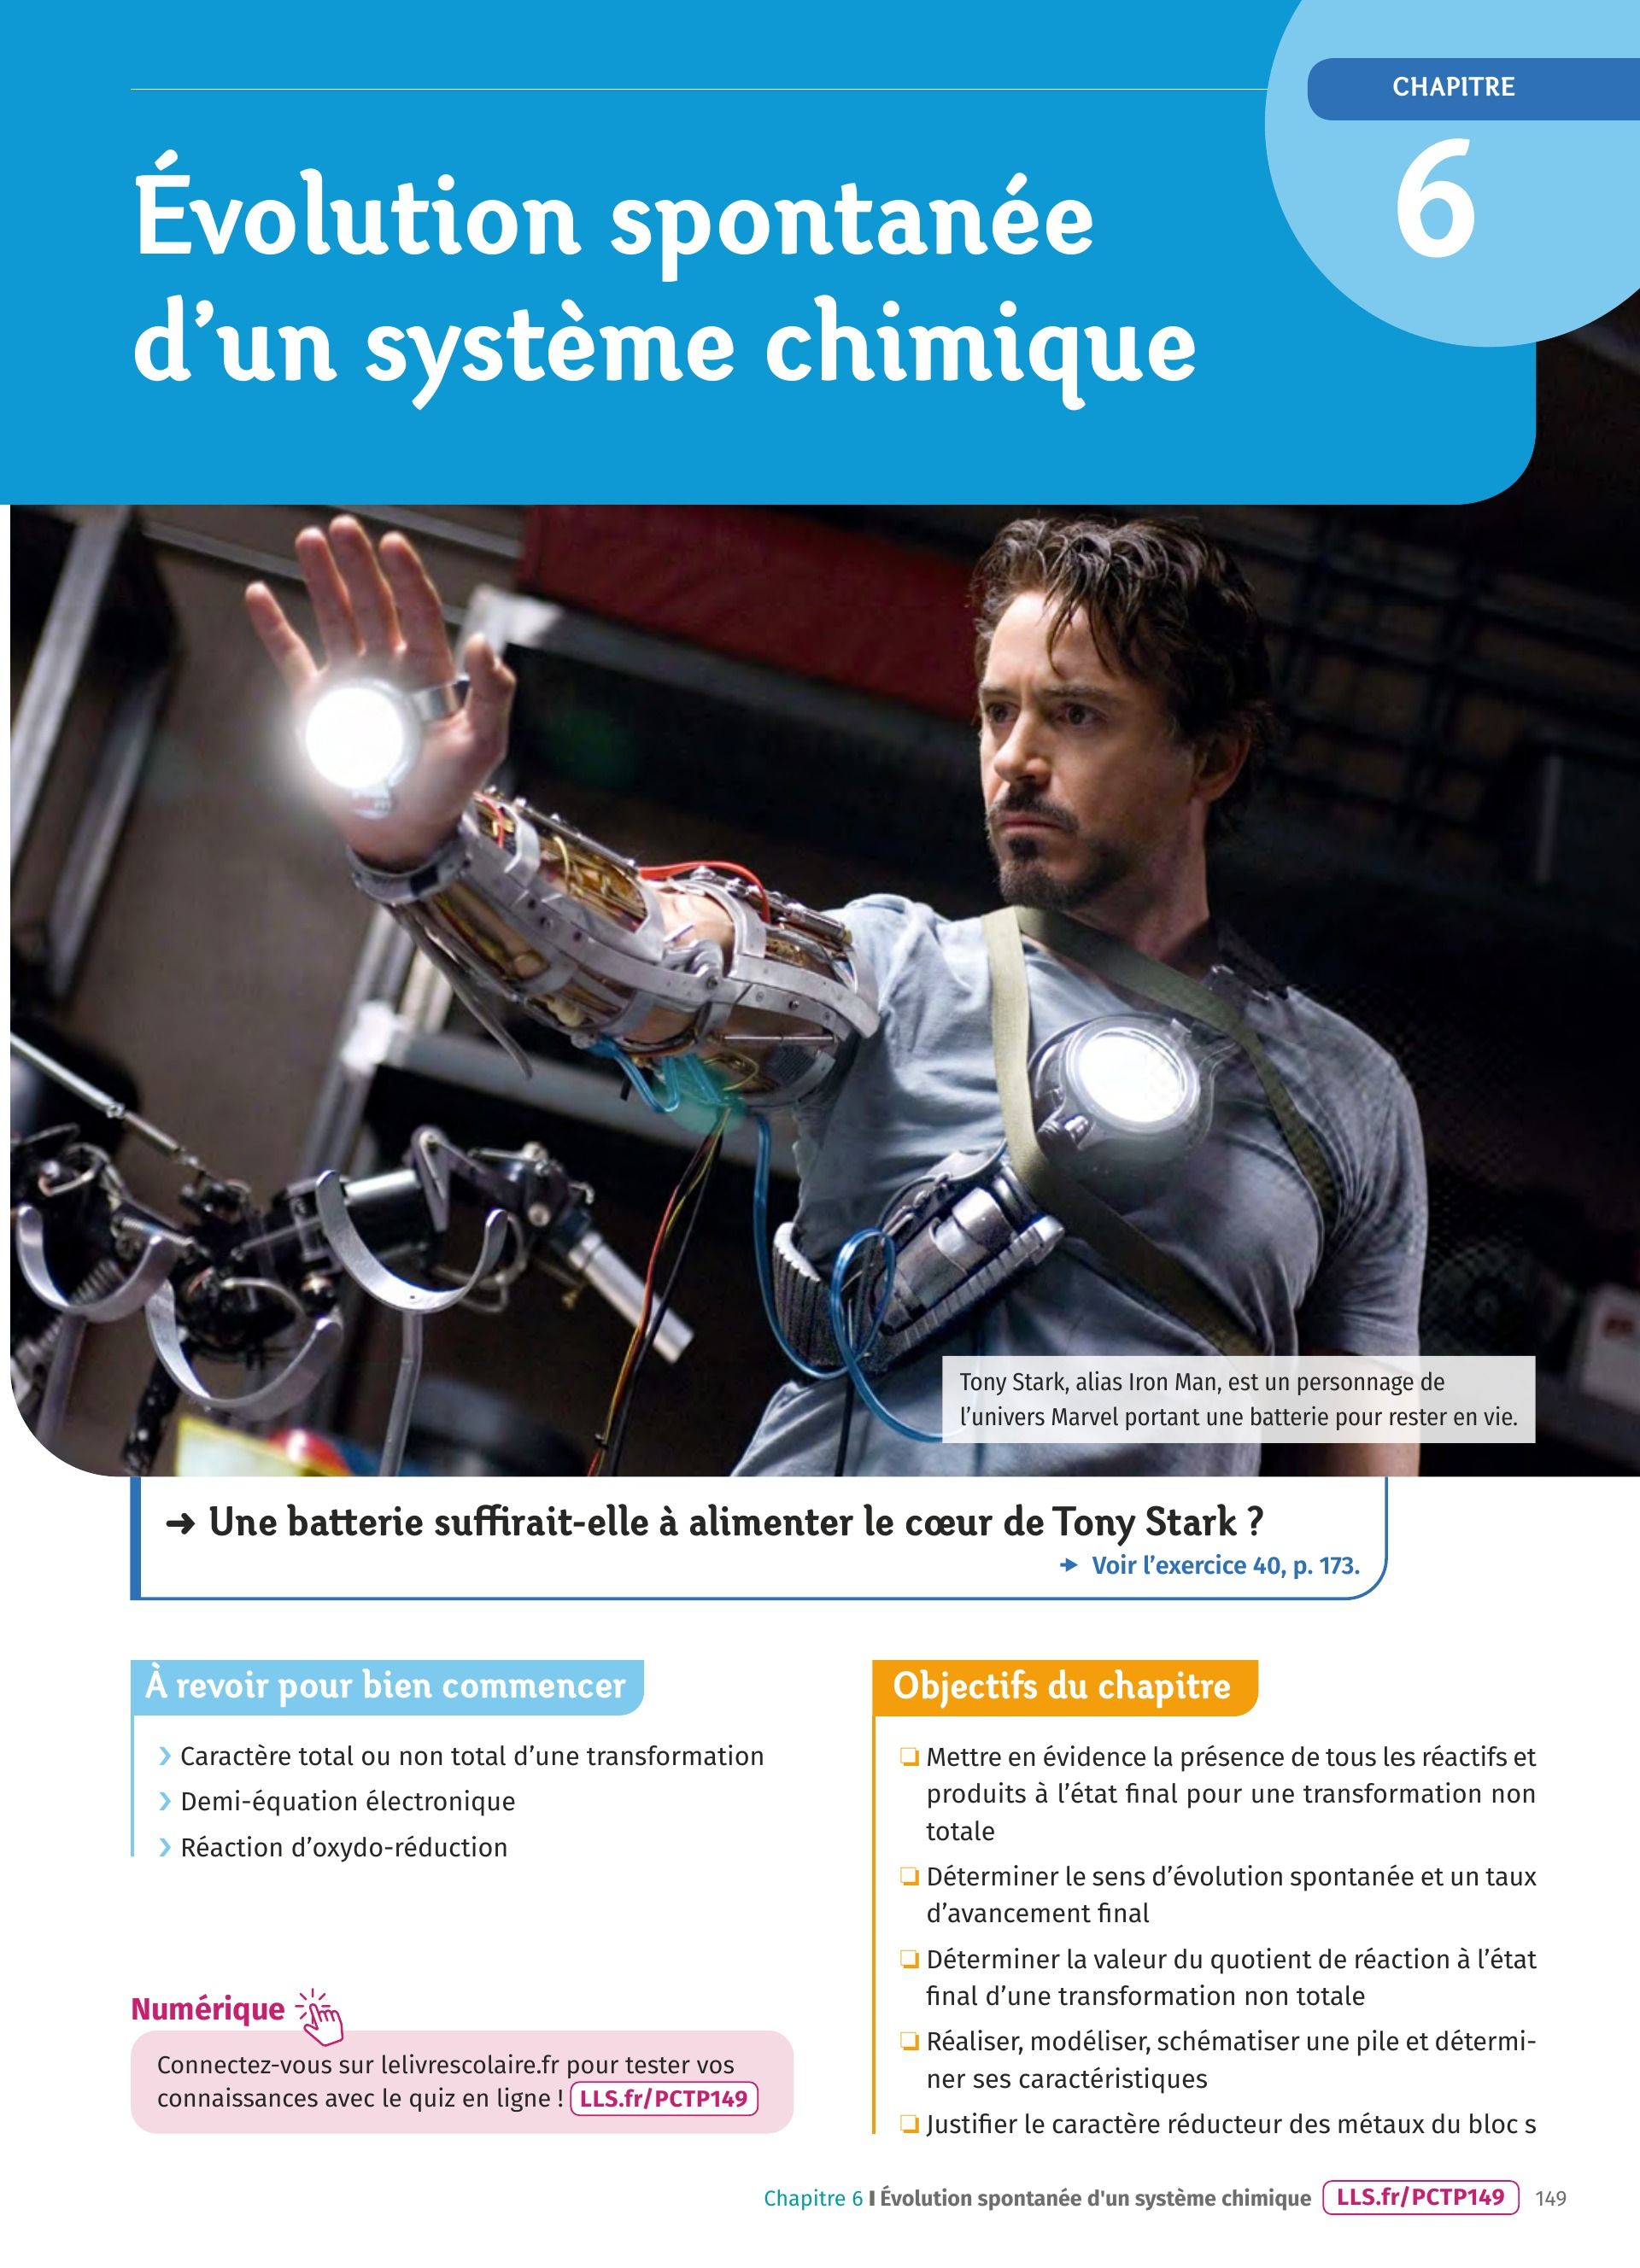 CHAPITRE
6
Évolution spontanée
d’un système chimique
Tony Stark, alias Iron Man, est un personnage de
l’univers Marvel portant une batterie pour rester en vie.
➜ Une batterie suffirait-elle à alimenter le cœur de Tony Stark ?
Voir l’exercice 40, p. 173.
À revoir pour bien commencer
Caractère total ou non total d’une transformation
Demi-équation électronique
Réaction d’oxydo-réduction
Numérique
Connectez-vous sur lelivrescolaire.fr pour tester vos
connaissances avec le quiz en ligne ! LLS.fr/PCTP149
Objectifs du chapitre
❏ Mettre en évidence la présence de tous les réactifs et
produits à l’état final pour une transformation non
totale
❏ Déterminer le sens d’évolution spontanée et un taux
d’avancement final
❏ Déterminer la valeur du quotient de réaction à l’état
final d’une transformation non totale
❏ Réaliser, modéliser, schématiser une pile et détermi-
ner ses caractéristiques
❏ Justifier le caractère réducteur des métaux du bloc s
Chapitre 6 I Évolution spontanée d'un système chimique LLS.fr/PCTP149 149